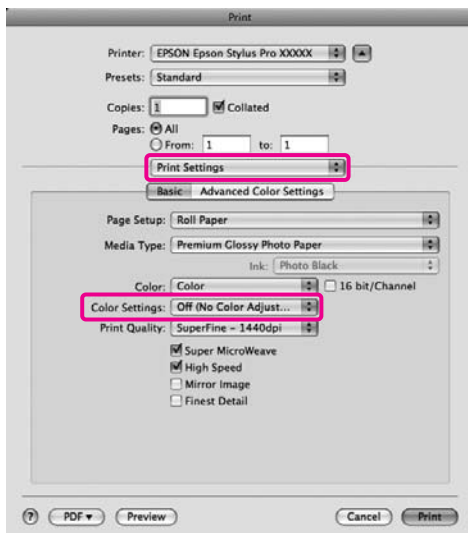 Print
Printer: EPSON Epson Stylus Pro XXXXX
Presets: Standard
Copies: 1 Collated
Pages: All
From: 1 to: 1
Print Settings
Basic Advanced Color Settings
Page Setup: Roll Paper
Media Type: Premium Glossy Photo Paper
Ink: Photo Black
Color: Color 16 bit/Channel
Color Settings: Off (No Color Adjust...
Print Quality: SuperFine - 1440dpi
Super MicroWeave
High Speed
Mirror Image
Finest Detail
? PDF Preview Cancel Print